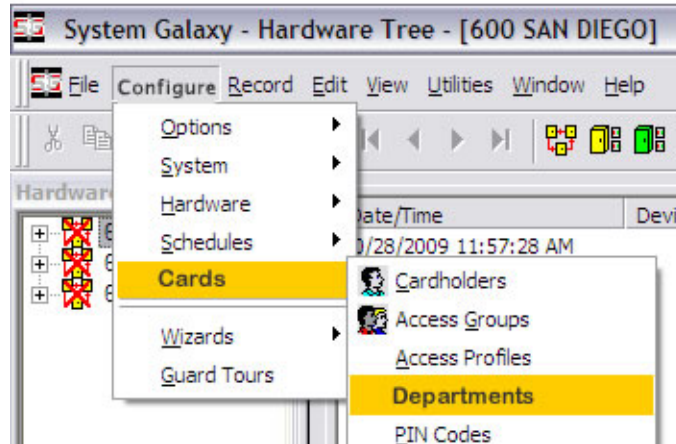 System Galaxy - Hardware Tree - [600 SAN DIEGO]
File Configure Record Edit View Utilities Window Help
Options
System
Hardware
Schedules
Cards
Wizards
Guard Tours
Hardwar
Date/Time Devi
0/28/2009 11:57:28 AM
Cardholders
Access Groups
Access Profiles
Departments
PIN Codes